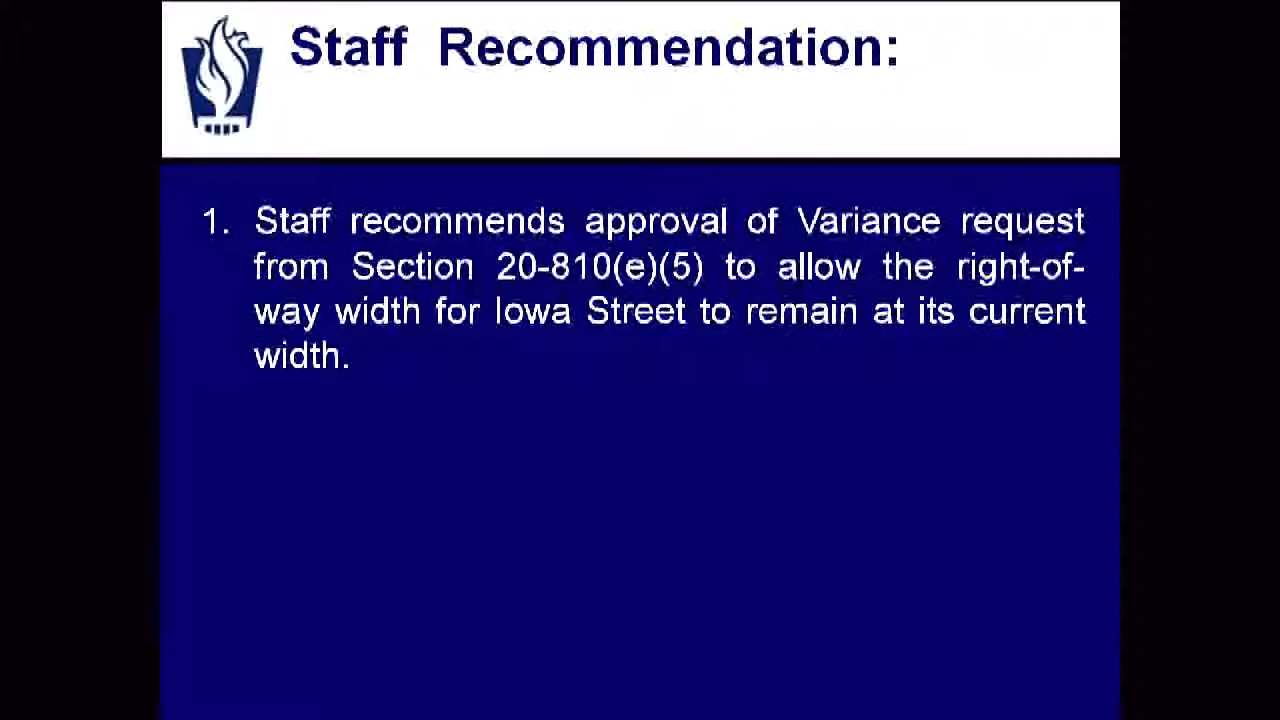 Staff Recommendation:
1. Staff recommends approval of Variance request
from Section 20-810(e)(5) to allow the right-of-
way width for Iowa Street to remain at its current
width.